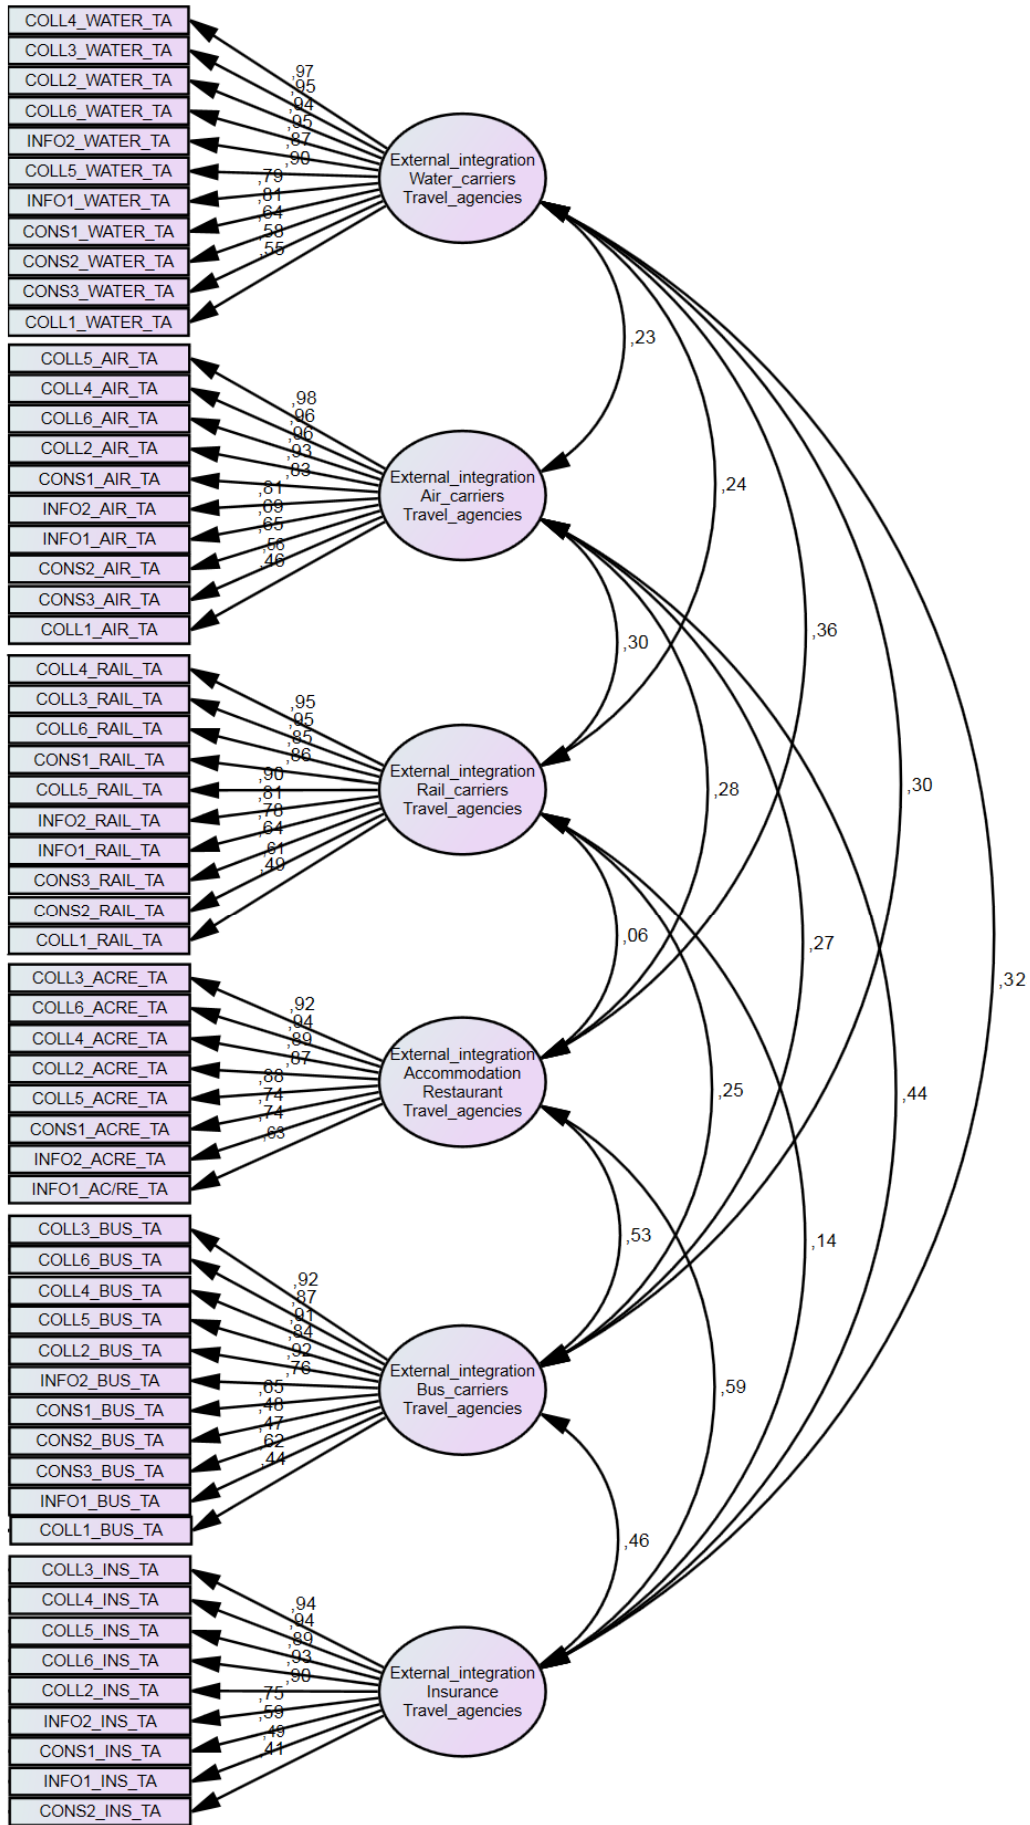 COLL4_WATER_TA
COLL3_WATER_TA
COLL2_WATER_TA
COLL6_WATER_TA
INFO2_WATER_TA
COLL5_WATER_TA
INFO1_WATER_TA
CONS1_WATER_TA
CONS2_WATER_TA
CONS3_WATER_TA
COLL1_WATER_TA
,97
,95
,94
,95
,87
,90
,79
,81
,64
,58
,55
External_integration
Water_carriers
Travel_agencies
COLL5_AIR_TA
COLL4_AIR_TA
COLL6_AIR_TA
COLL2_AIR_TA
CONS1_AIR_TA
INFO2_AIR_TA
INFO1_AIR_TA
CONS2_AIR_TA
CONS3_AIR_TA
COLL1_AIR_TA
,98
,96
,96
,93
,83
,81
,69
,65
,56
,46
External_integration
Air_carriers
Travel_agencies
COLL4_RAIL_TA
COLL3_RAIL_TA
COLL6_RAIL_TA
CONS1_RAIL_TA
COLL5_RAIL_TA
INFO2_RAIL_TA
INFO1_RAIL_TA
CONS3_RAIL_TA
CONS2_RAIL_TA
COLL1_RAIL_TA
,95
,95
,85
,86
,90
,81
,78
,64
,61
,49
External_integration
Rail_carriers
Travel_agencies
COLL3_ACRE_TA
COLL6_ACRE_TA
COLL4_ACRE_TA
COLL2_ACRE_TA
COLL5_ACRE_TA
CONS1_ACRE_TA
INFO2_ACRE_TA
INFO1_AC/RE_TA
,92
,94
,89
,87
,88
,74
,74
,63
External_integration
Accommodation
Restaurant
Travel_agencies
COLL3_BUS_TA
COLL6_BUS_TA
COLL4_BUS_TA
COLL5_BUS_TA
COLL2_BUS_TA
INFO2_BUS_TA
CONS1_BUS_TA
CONS2_BUS_TA
CONS3_BUS_TA
INFO1_BUS_TA
COLL1_BUS_TA
,92
,87
,91
,84
,92
,76
,65
,48
,47
,62
,44
External_integration
Bus_carriers
Travel_agencies
COLL3_INS_TA
COLL4_INS_TA
COLL5_INS_TA
COLL6_INS_TA
COLL2_INS_TA
INFO2_INS_TA
CONS1_INS_TA
INFO1_INS_TA
CONS2_INS_TA
,94
,94
,89
,93
,90
,75
,59
,49
,41
External_integration
Insurance
Travel_agencies
,23
,24
,36
,30
,30
,28
,06
,27
,32
,25
,44
,53
,14
,59
,46